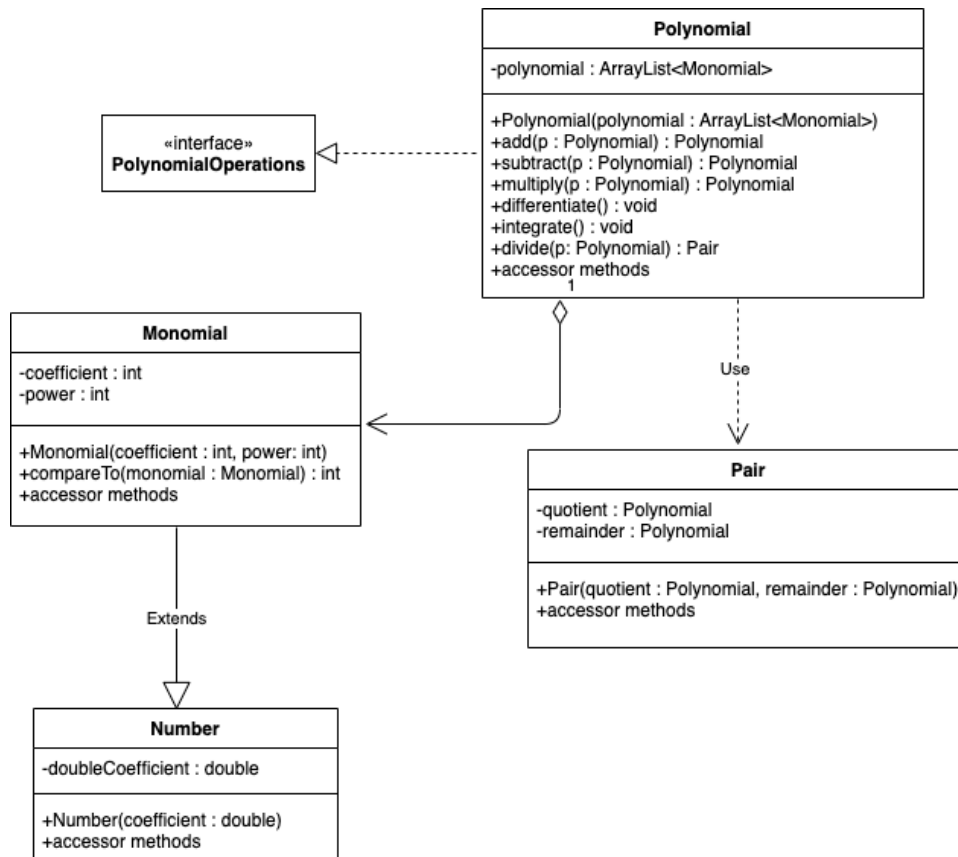 Polynomial
-polynomial : ArrayList<Monomial>
+Polynomial(polynomial : ArrayList<Monomial>)
+add(p : Polynomial) : Polynomial
+subtract(p : Polynomial) : Polynomial
+multiply(p : Polynomial) : Polynomial
+differentiate() : void
+integrate() : void
+divide(p: Polynomial) : Pair
+accessor methods
1
«interface»
PolynomialOperations
Monomial
-coefficient : int
-power : int
+Monomial(coefficient : int, power: int)
+compareTo(monomial : Monomial) : int
+accessor methods
Use
Pair
-quotient : Polynomial
-remainder : Polynomial
+Pair(quotient : Polynomial, remainder : Polynomial)
+accessor methods
Extends
Number
-doubleCoefficient : double
+Number(coefficient : double)
+accessor methods